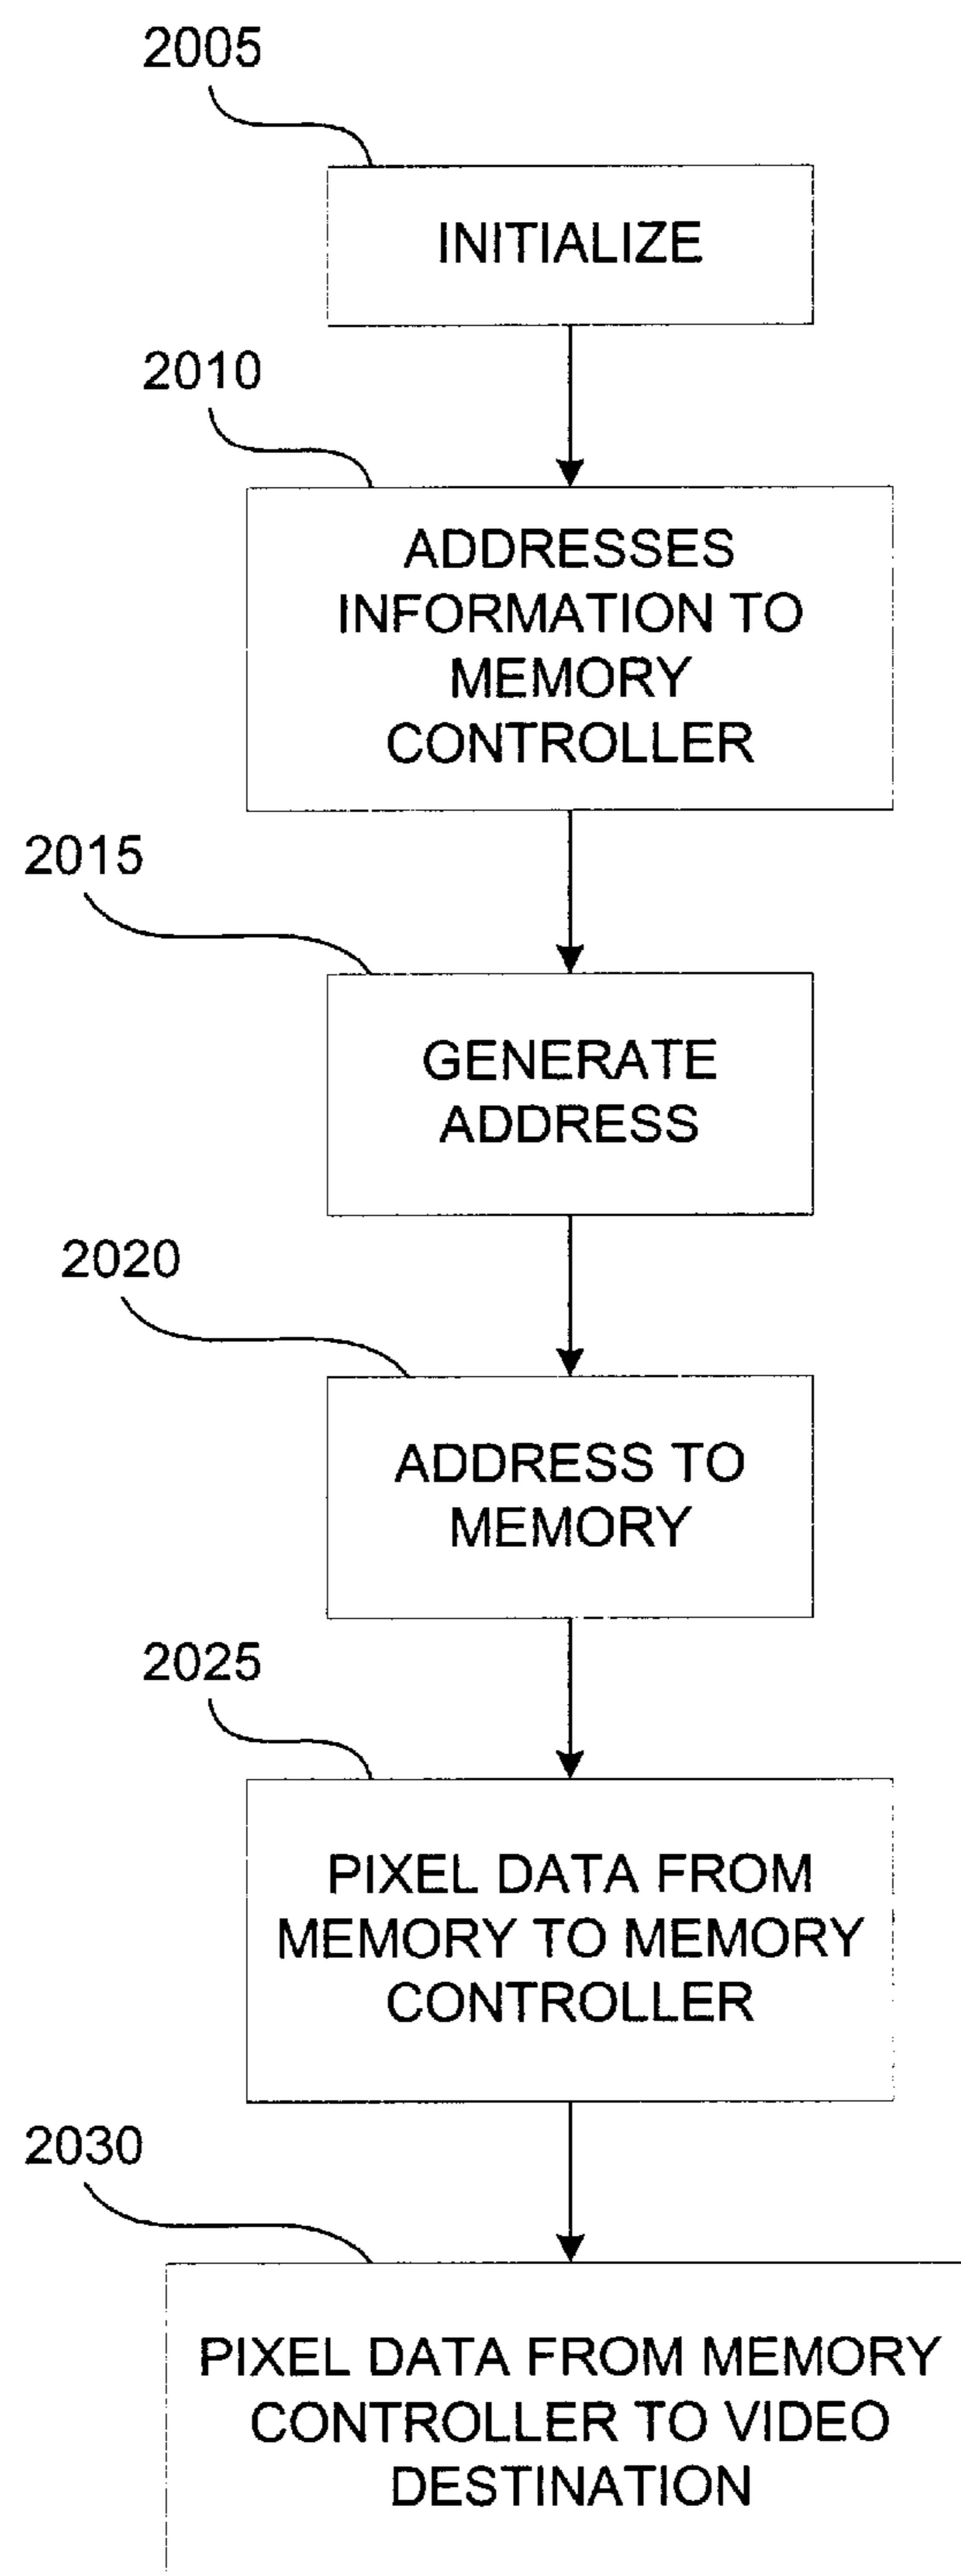 2005
INITIALIZE
2010
ADDRESSES
INFORMATION TO
MEMORY
CONTROLLER
2015
GENERATE
ADDRESS
2020
ADDRESS TO
MEMORY
2025
PIXEL DATA FROM
MEMORY TO MEMORY
CONTROLLER
2030
PIXEL DATA FROM MEMORY
CONTROLLER TO VIDEO
DESTINATION